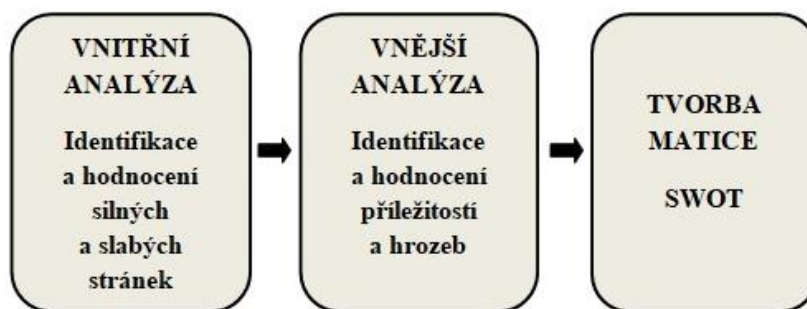 VNITŘNÍ
ANALÝZA
Identifikace
a hodnocení
silných
a slabých
stránek
VNĚJŠÍ
ANALÝZA
Identifikace
a hodnocení
příležitostí
a hrozeb
TVORBA
MATICE
SWOT